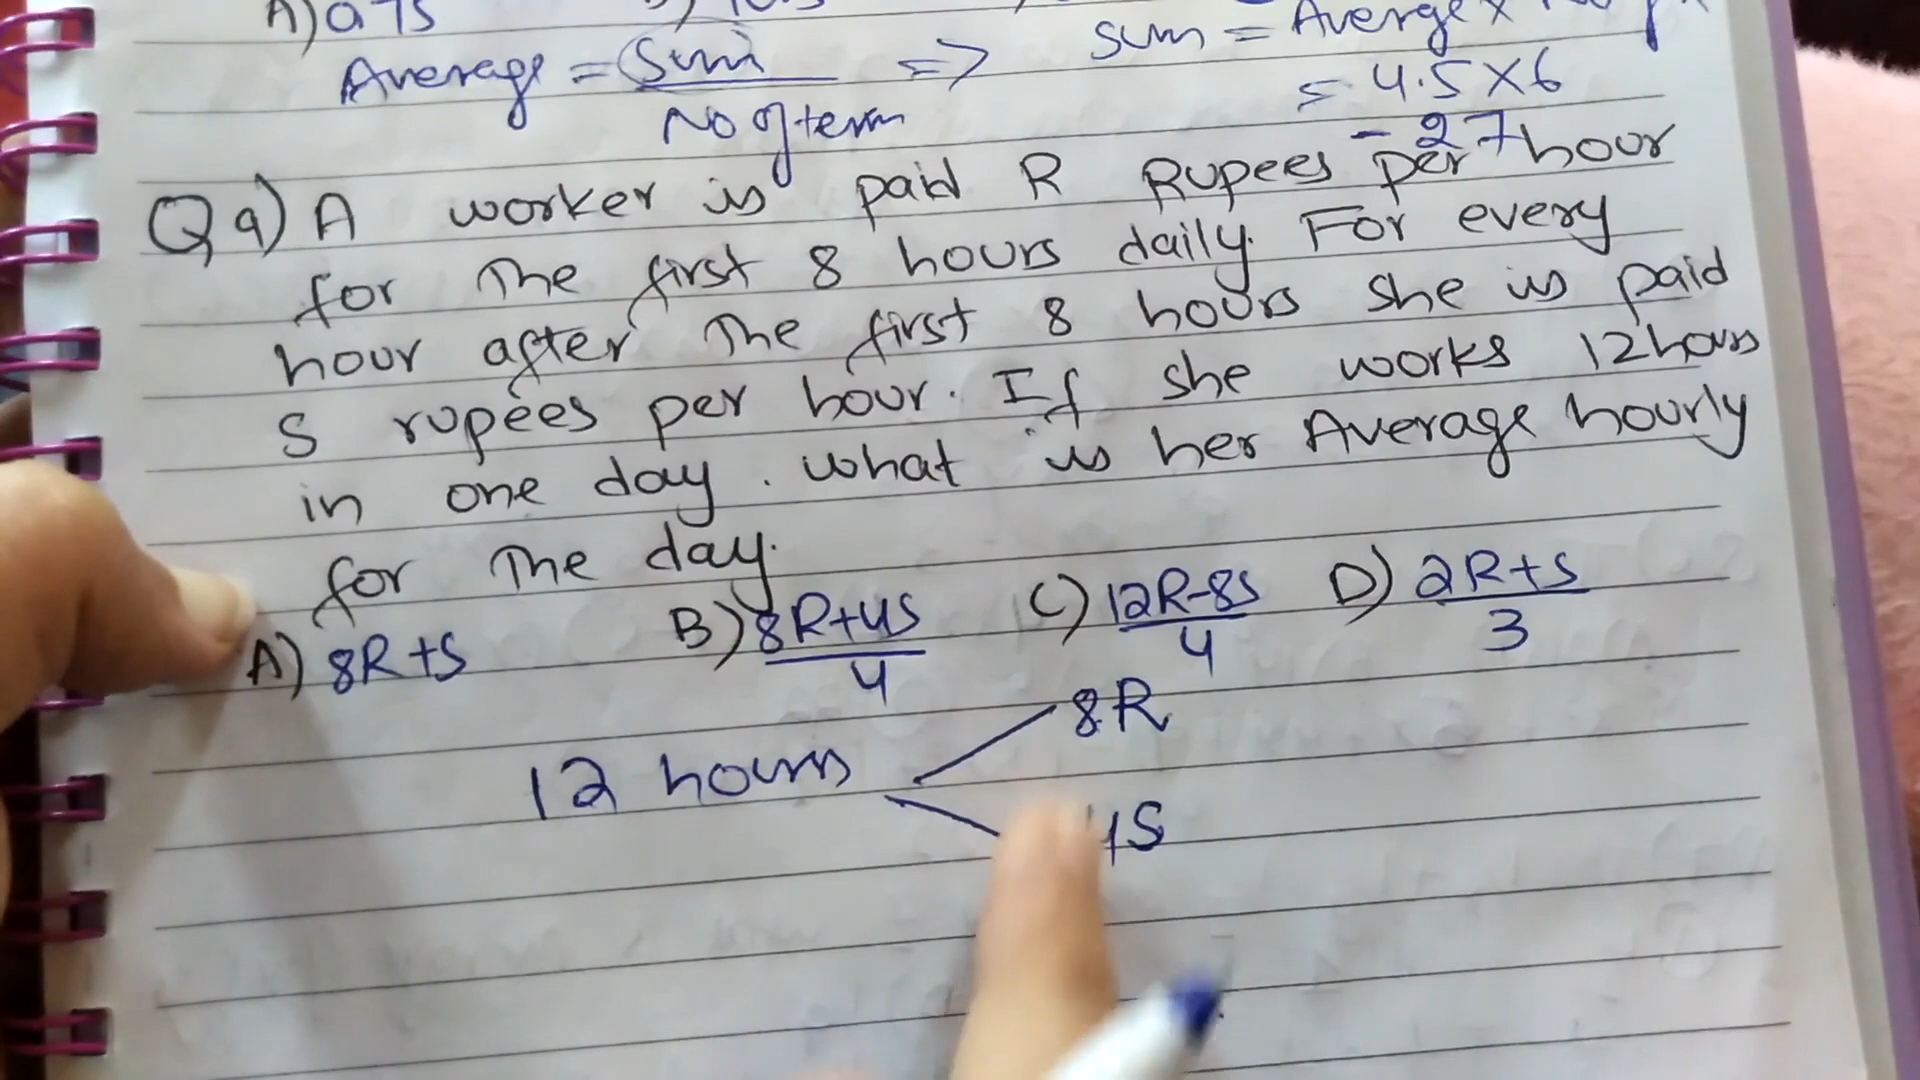 A) 975
Average = Sum / No of term => sum = Average x
= 4.5 X 6
= 27
Q 9) A worker is paid R Rupees per hour
for The first 8 hours daily. For every
hour after The first 8 hours she is paid
S rupees per hour. If she works 12 hours
in one day. what is her Average hourly
for The day.
A) 8R+S B) 8R+4S / 4 C) 12R-8S / 4 D) 2R+S / 3
12 hours
8R
4S